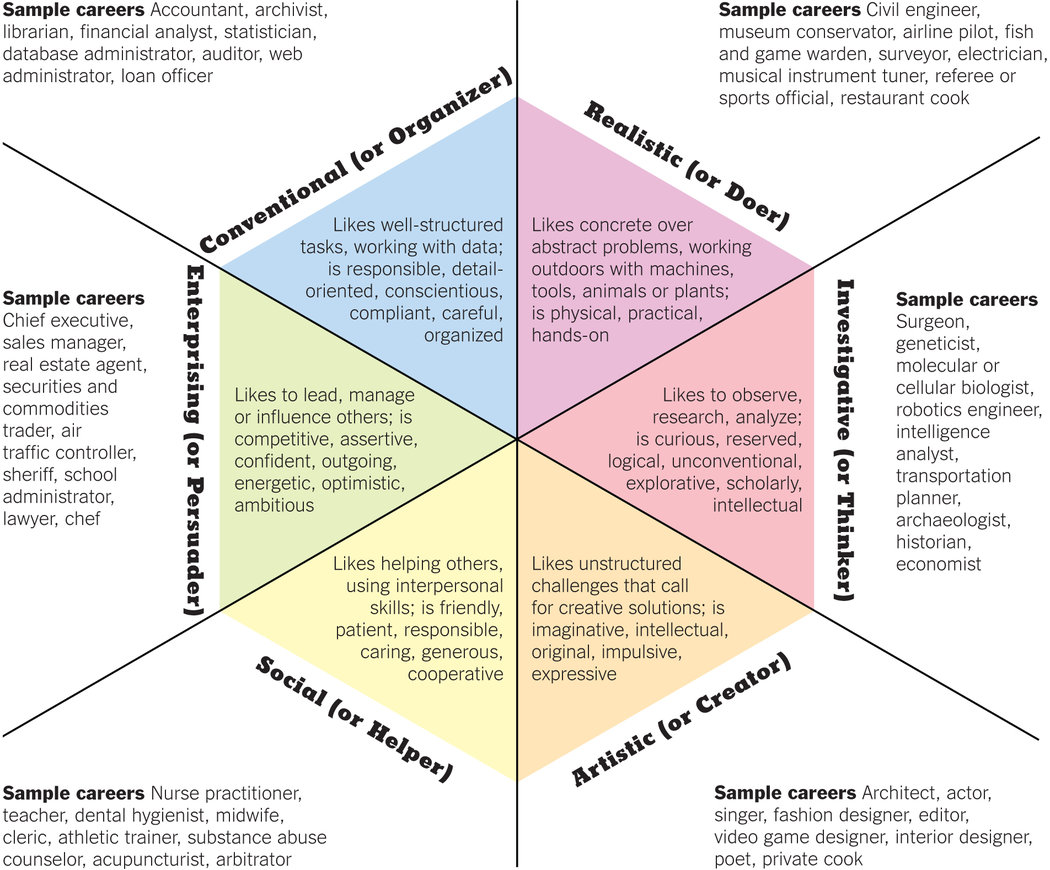 Sample careers Accountant, archivist,
librarian, financial analyst, statistician,
database administrator, auditor, web
administrator, loan officer
Sample careers Civil engineer,
museum conservator, airline pilot, fish
and game warden, surveyor, electrician,
musical instrument tuner, referee or
sports official, restaurant cook
Conventional (or Organizer)
Realistic (or Doer)
Likes well-structured
tasks, working with data;
is responsible, detail-
oriented, conscientious,
compliant, careful,
organized
Likes concrete over
abstract problems, working
outdoors with machines,
tools, animals or plants;
is physical, practical,
hands-on
Sample careers
Chief executive,
sales manager,
real estate agent,
securities and
commodities
trader, air
traffic controller,
sheriff, school
administrator,
lawyer, chef
Enterprising (or Persuader)
Likes to lead, manage
or influence others; is
competitive, assertive,
confident, outgoing,
energetic, optimistic,
ambitious
Likes to observe,
research, analyze;
is curious, reserved,
logical, unconventional,
explorative, scholarly,
intellectual
Investigative (or Thinker)
Sample careers
Surgeon,
geneticist,
molecular or
cellular biologist,
robotics engineer,
intelligence
analyst,
transportation
planner,
archaeologist,
historian,
economist
Likes helping others,
using interpersonal
skills; is friendly,
patient, responsible,
caring, generous,
cooperative
Likes unstructured
challenges that call
for creative solutions; is
imaginative, intellectual,
original, impulsive,
expressive
Social (or Helper)
Artistic (or Creator)
Sample careers Nurse practitioner,
teacher, dental hygienist, midwife,
cleric, athletic trainer, substance abuse
counselor, acupuncturist, arbitrator
Sample careers Architect, actor,
singer, fashion designer, editor,
video game designer, interior designer,
poet, private cook